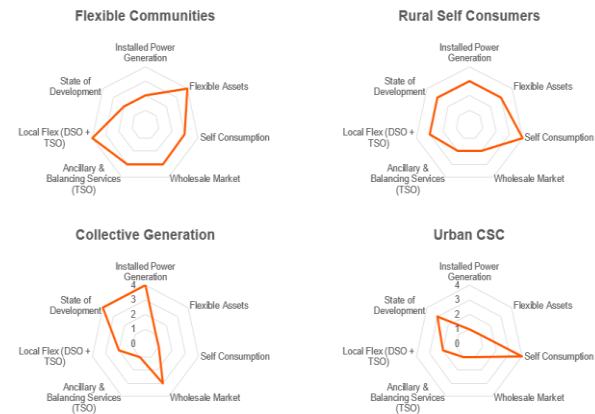 Flexible Communities
Installed Power
Generation
State of
Development
Flexible Assets
Local Flex (DSO +
TSO)
Self Consumption
Ancillary &
Balancing Services
(TSO)
Wholesale Market
Rural Self Consumers
Installed Power
Generation
State of
Development
Flexible Assets
Local Flex (DSO +
TSO)
Self Consumption
Ancillary &
Balancing Services
(TSO)
Wholesale Market
Collective Generation
Installed Power
Generation
4
State of
Development
Flexible Assets
3
2
1
0
Local Flex (DSO +
TSO)
Self Consumption
Ancillary &
Balancing Services
(TSO)
Wholesale Market
Urban CSC
Installed Power
Generation
4
State of
Development
Flexible Assets
3
2
1
0
Local Flex (DSO +
TSO)
Self Consumption
Ancillary &
Balancing Services
(TSO)
Wholesale Market